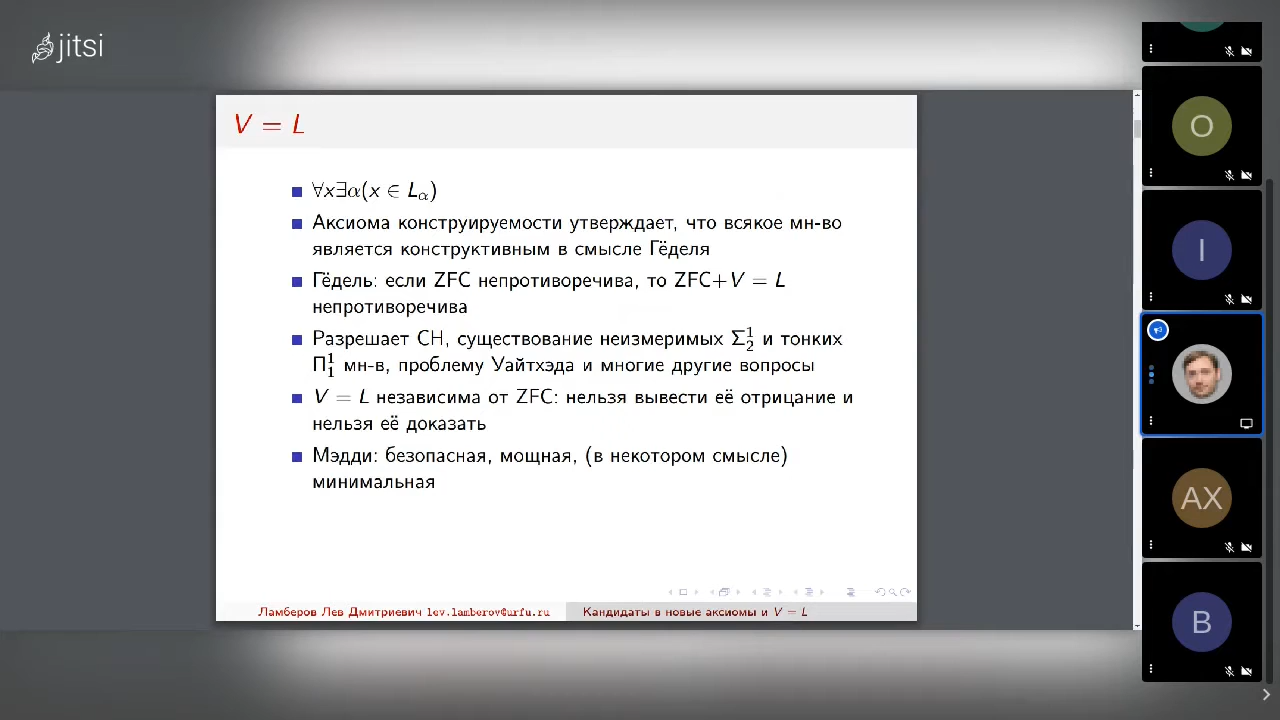 jitsi
V = L
∀x∃α(x ∈ Lα)
Аксиома конструируемости утверждает, что всякое мн-во
является конструктивным в смысле Гёделя
Гёдель: если ZFC непротиворечива, то ZFC+V = L
непротиворечива
Разрешает CH, существование неизмеримых Σ¹₂ и тонких
Π¹₁ мн-в, проблему Уайтхэда и многие другие вопросы
V = L независима от ZFC: нельзя вывести её отрицание и
нельзя её доказать
Мэдди: безопасная, мощная, (в некотором смысле)
минимальная
Ламберов Лев Дмитриевич lev.lamberov@urfu.ru
Кандидаты в новые аксиомы и V = L
O
I
AX
B